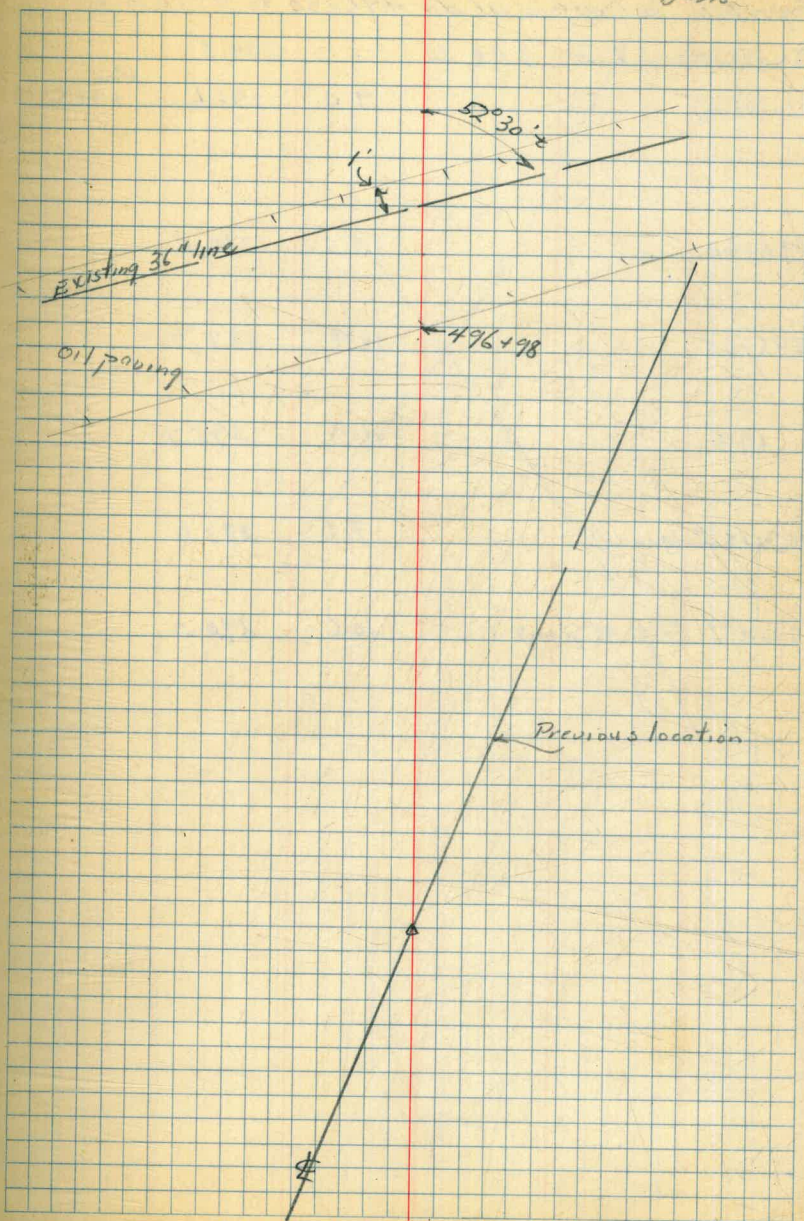 52°30'±
1'
Existing 36" line
496+98
Oil paving
Previous location
℄